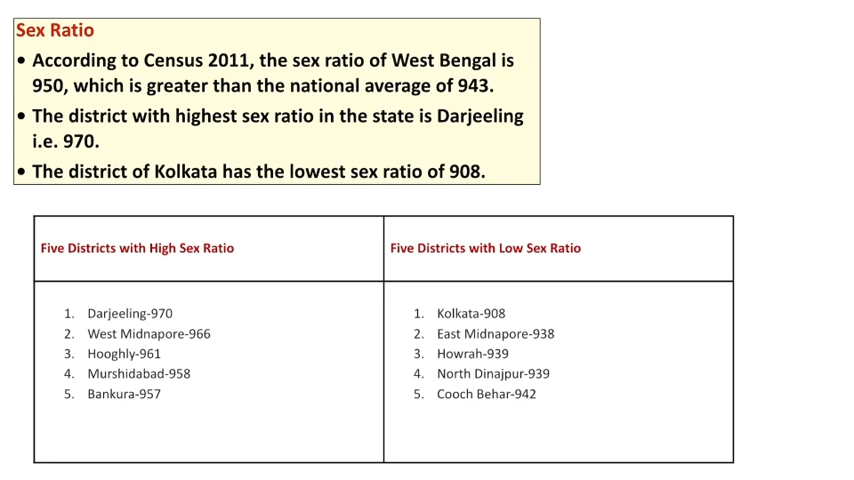 Sex Ratio
• According to Census 2011, the sex ratio of West Bengal is
950, which is greater than the national average of 943.
• The district with highest sex ratio in the state is Darjeeling
i.e. 970.
• The district of Kolkata has the lowest sex ratio of 908.
Five Districts with High Sex Ratio
1. Darjeeling-970
2. West Midnapore-966
3. Hooghly-961
4. Murshidabad-958
5. Bankura-957
Five Districts with Low Sex Ratio
1. Kolkata-908
2. East Midnapore-938
3. Howrah-939
4. North Dinajpur-939
5. Cooch Behar-942